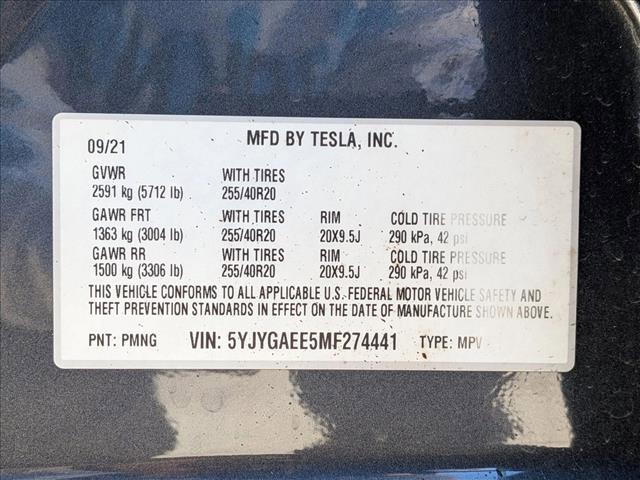 09/21 MFD BY TESLA, INC.
GVWR WITH TIRES
2591 kg (5712 lb) 255/40R20
GAWR FRT WITH TIRES RIM COLD TIRE PRESSURE
1363 kg (3004 lb) 255/40R20 20X9.5J 290 kPa, 42 psi
GAWR RR WITH TIRES RIM COLD TIRE PRESSURE
1500 kg (3306 lb) 255/40R20 20X9.5J 290 kPa, 42 psi
THIS VEHICLE CONFORMS TO ALL APPLICABLE U.S. FEDERAL MOTOR VEHICLE SAFETY AND
THEFT PREVENTION STANDARDS IN EFFECT ON THE DATE OF MANUFACTURE SHOWN ABOVE.
PNT: PMNG VIN: 5YJYGAEE5MF274441 TYPE: MPV